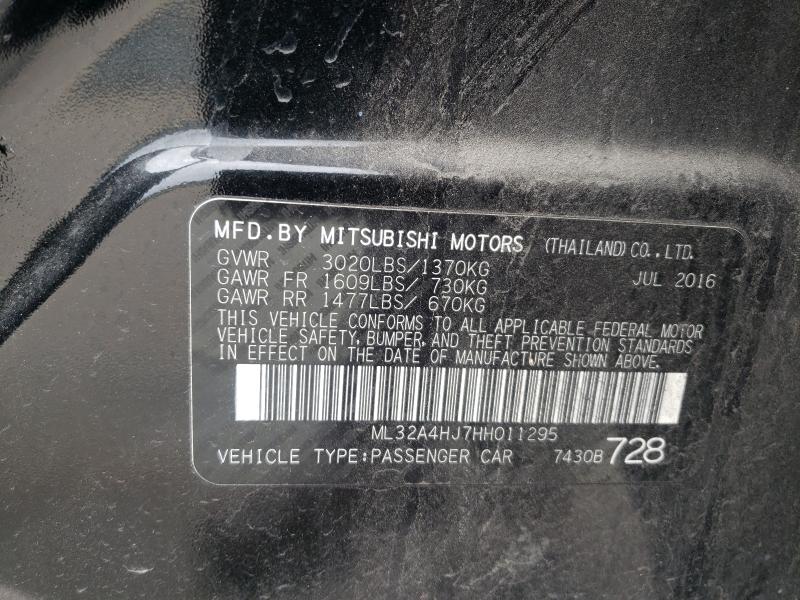 MFD.BY MITSUBISHI MOTORS (THAILAND) CO., LTD.
GVWR 3020LBS/1370KG JUL 2016
GAWR FR 1609LBS/ 730KG
GAWR RR 1477LBS/ 670KG
THIS VEHICLE CONFORMS TO ALL APPLICABLE FEDERAL MOTOR
VEHICLE SAFETY, BUMPER, AND THEFT PREVENTION STANDARDS
IN EFFECT ON THE DATE OF MANUFACTURE SHOWN ABOVE.
ML32A4HJ7HH011295
VEHICLE TYPE:PASSENGER CAR 7430B 728